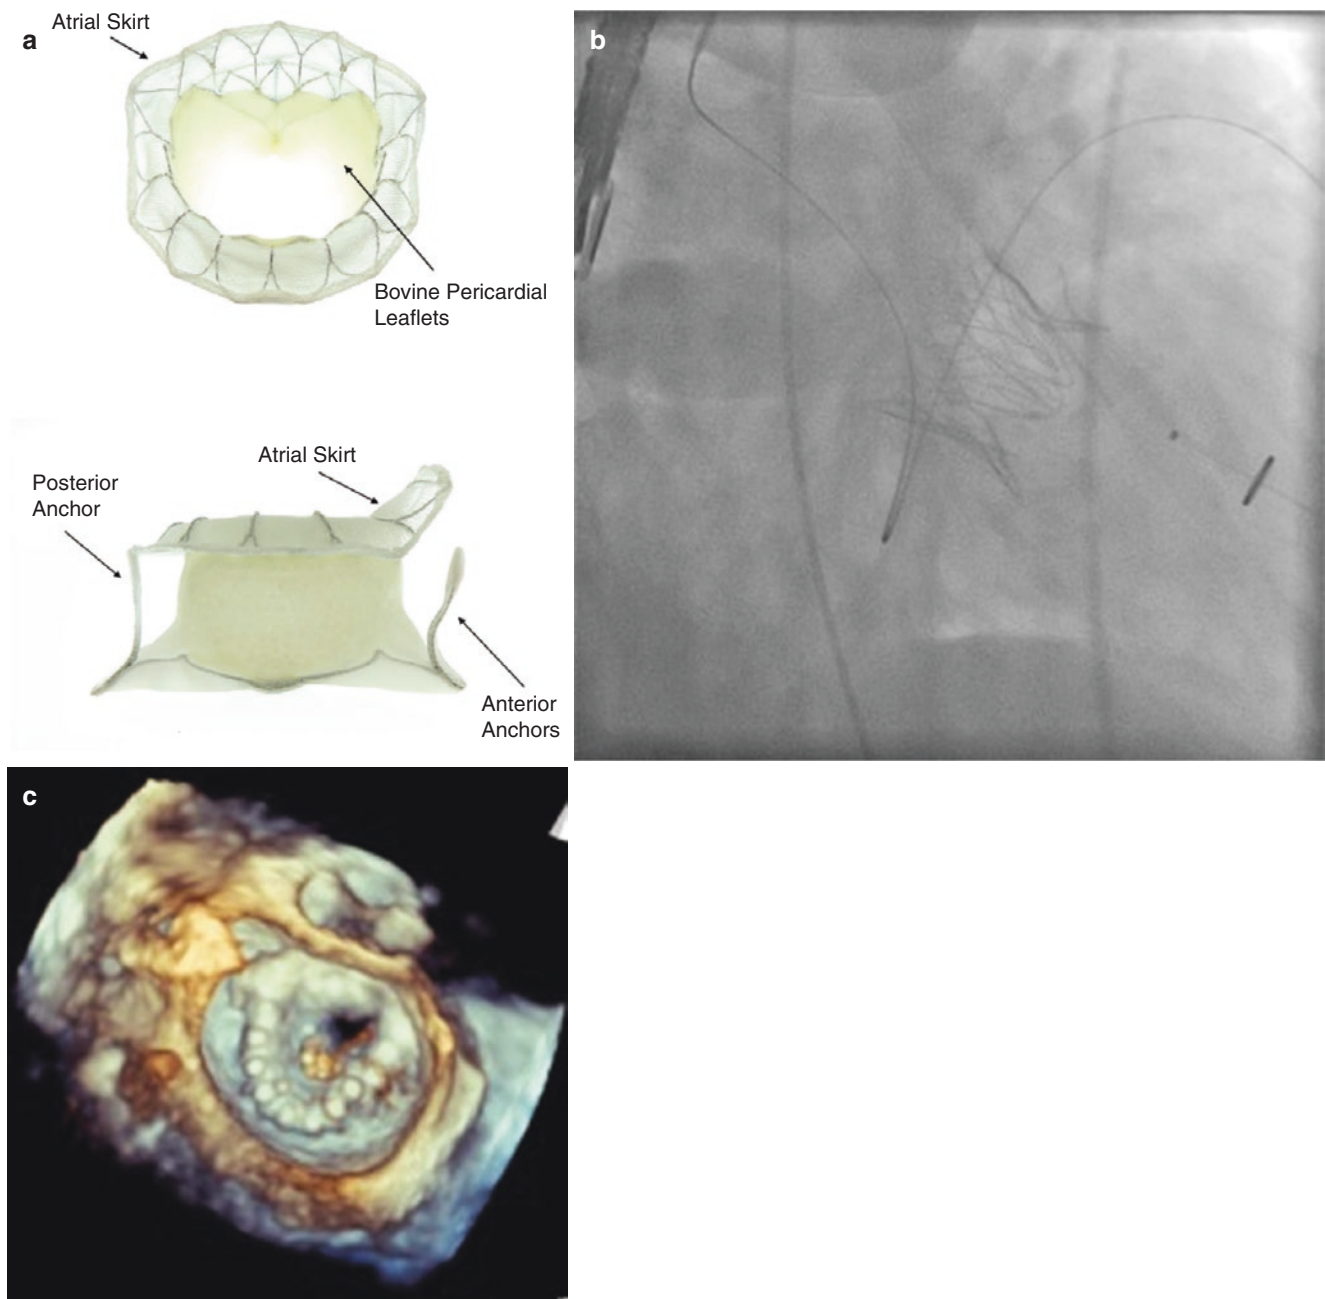 a
Atrial Skirt
Bovine Pericardial
Leaflets
Atrial Skirt
Posterior
Anchor
Anterior
Anchors
b
c